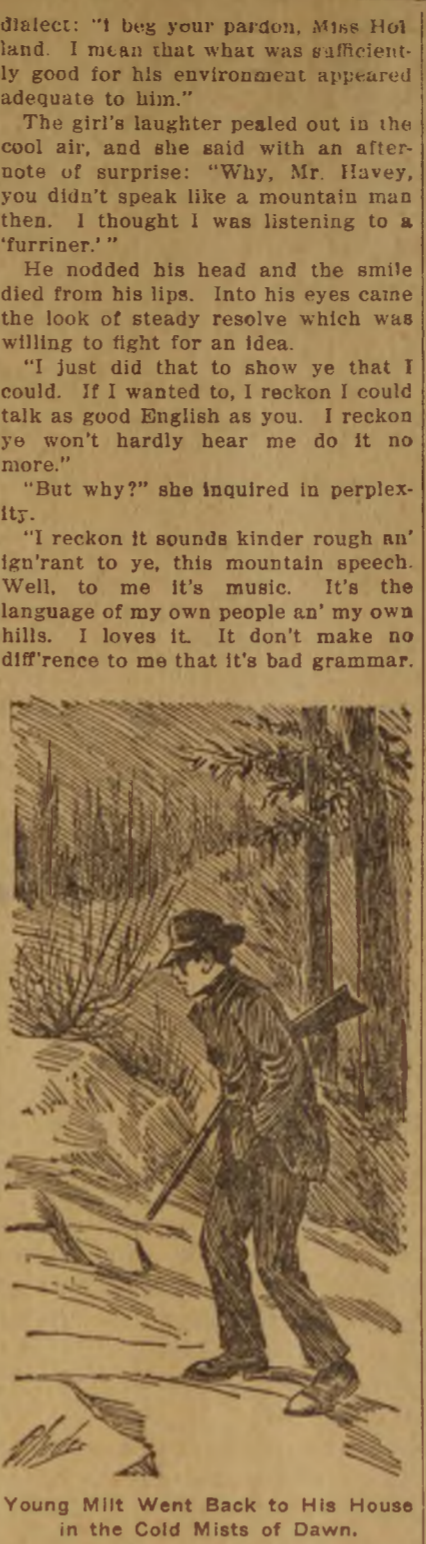 dialect: "I beg your pardon, Miss Hol
land. I mean that what was sufficient-
ly good for his environment appeared
adequate to him."
The girl's laughter pealed out in the
cool air, and she said with an after-
note of surprise: "Why, Mr. Havey,
you didn't speak like a mountain man
then. I thought I was listening to a
'furriner.' "
He nodded his head and the smile
died from his lips. Into his eyes came
the look of steady resolve which was
willing to fight for an idea.
"I just did that to show ye that I
could. If I wanted to, I reckon I could
talk as good English as you. I reckon
ye won't hardly hear me do it no
more."
"But why?" she inquired in perplex-
ity.
"I reckon it sounds kinder rough an'
ign'rant to ye, this mountain speech.
Well, to me it's music. It's the
language of my own people an' my own
hills. I loves it. It don't make no
diff'rence to me that it's bad grammar.
Young Milt Went Back to His House
in the Cold Mists of Dawn.